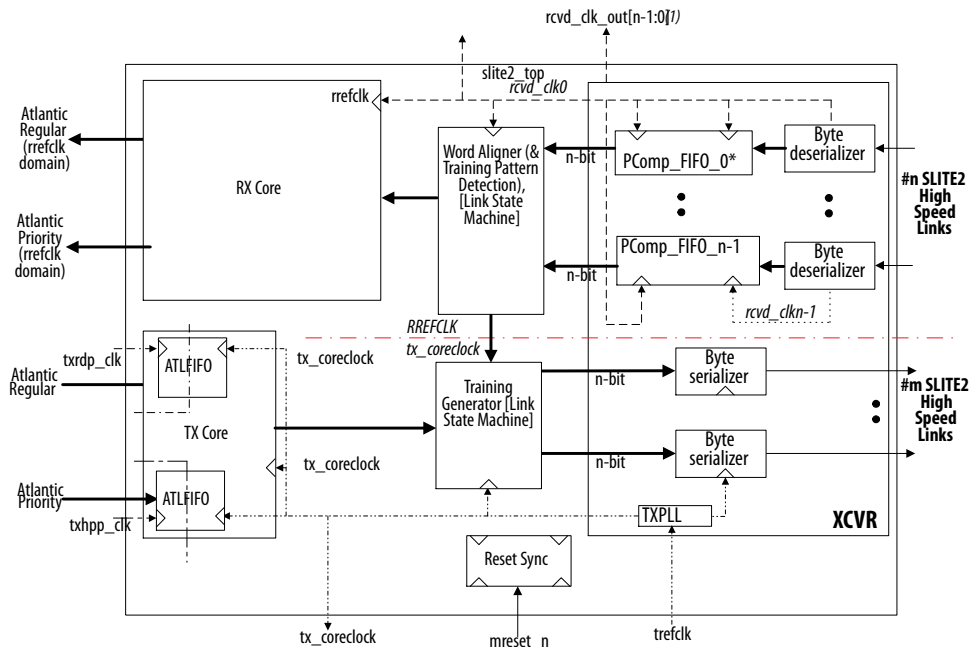 rcvd_clk_out[n-1:0](1)
slite2_top
rcvd_clk0
rrefclk
Atlantic
Regular
(rrefclk
domain)
RX Core
Atlantic
Priority
(rrefclk
domain)
Word Aligner (&
Training Pattern
Detection),
[Link State
Machine]
n-bit
PComp_FIFO_0*
Byte
deserializer
#n SLITE2
High
Speed
Links
n-bit
PComp_FIFO_n-1
Byte
deserializer
rcvd_clkn-1
RREFCLK
tx_coreclock
txrdp_clk
Atlantic
Regular
ATLFIFO
tx_coreclock
TX Core
tx_coreclock
Atlantic
Priority
txhpp_clk
ATLFIFO
Training
Generator [Link
State Machine]
n-bit
Byte
serializer
n-bit
Byte
serializer
#m SLITE2
High
Speed
Links
TXPLL
XCVR
Reset Sync
tx_coreclock
mreset_n
trefclk